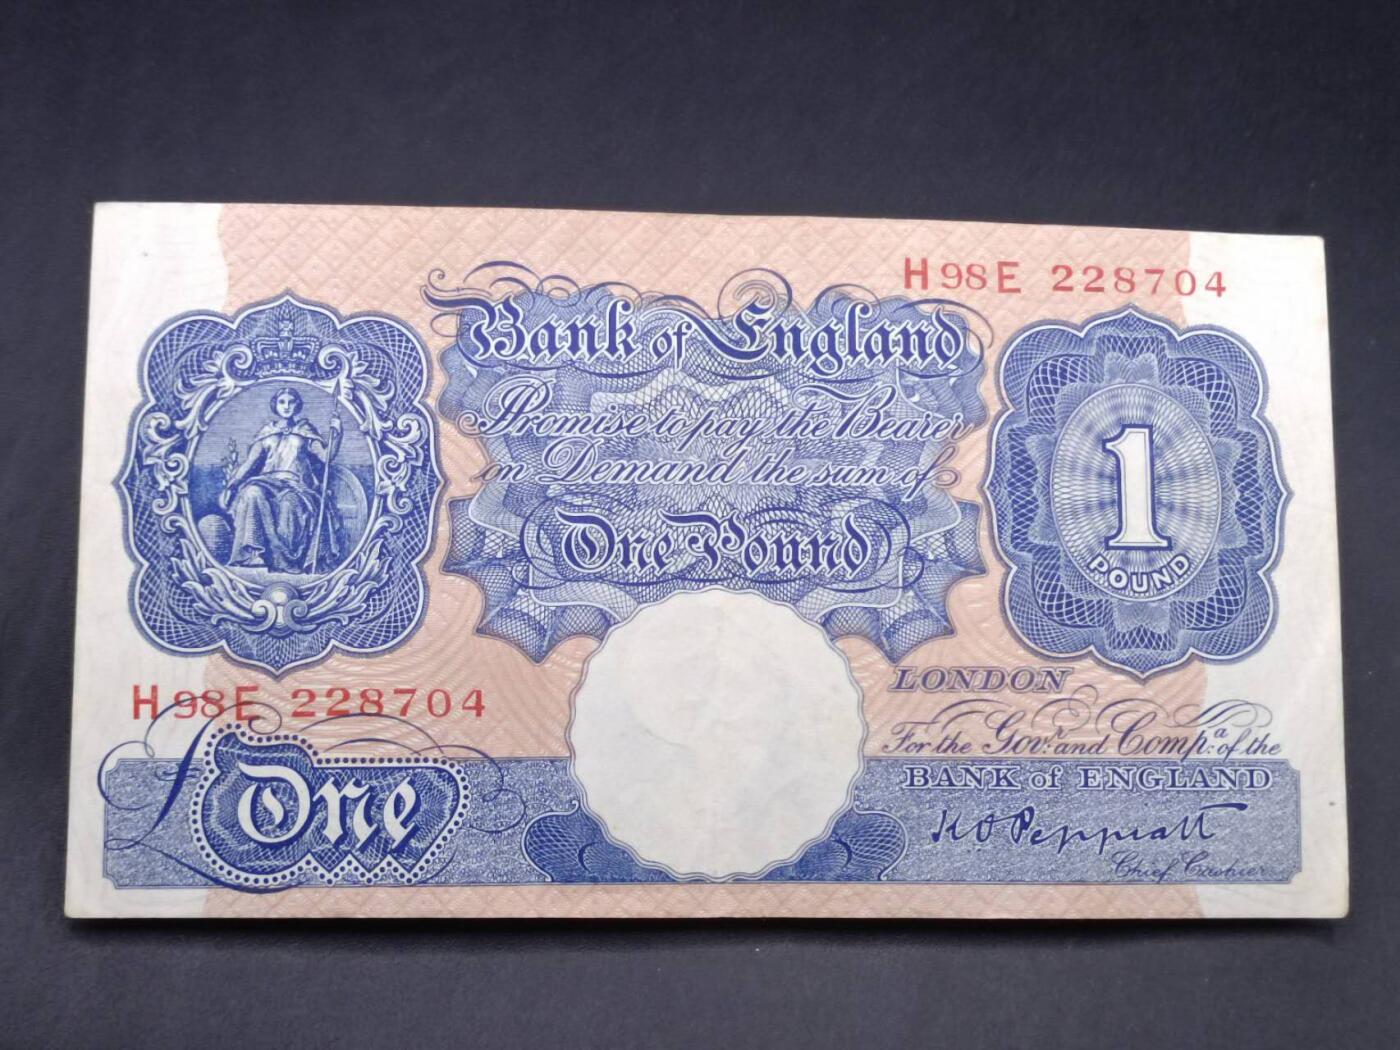 H98E 228704
Bank of England
Promise to pay the Bearer
on Demand the sum of
One Pound
1
POUND
H98E 228704
LONDON
For the Govr. and Compa. of the
BANK of ENGLAND
K O Peppiatt
Chief Cashier
£ One